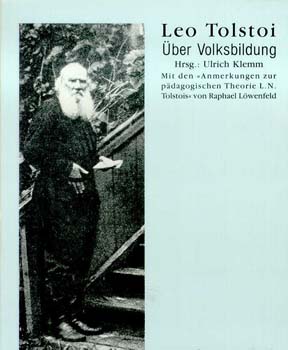 Leo Tolstoi
Über Volksbildung
Hrsg.: Ulrich Klemm
Mit den »Anmerkungen zur
pädagogischen Theorie L.N.
Tolstois« von Raphael Löwenfeld